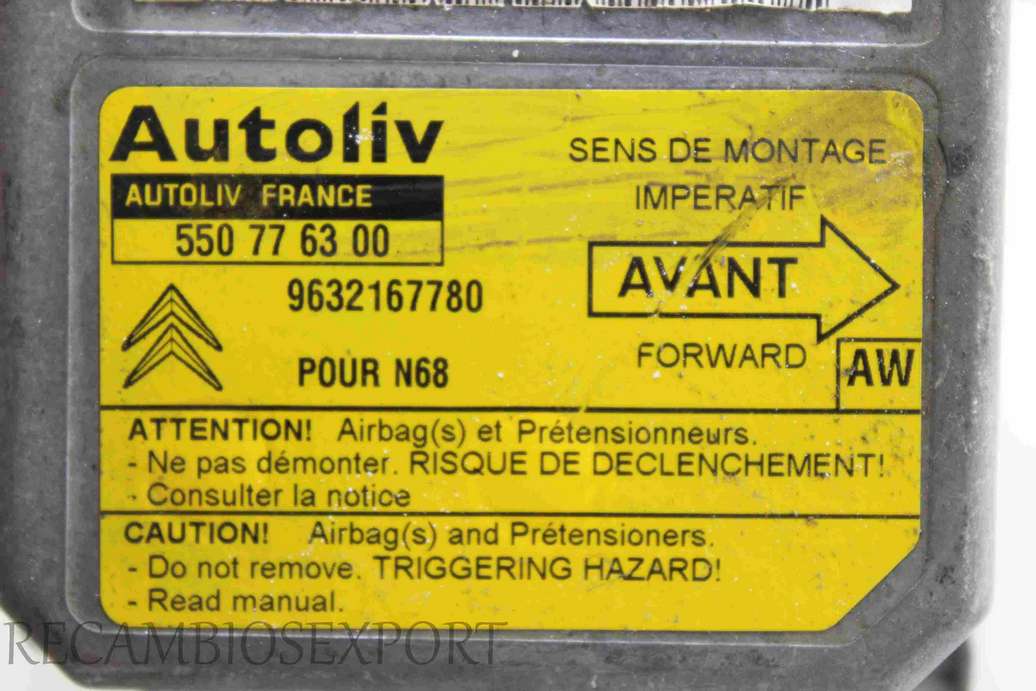 Autoliv
AUTOLIV FRANCE
550 77 63 00
9632167780
POUR N68
SENS DE MONTAGE
IMPERATIF
AVANT
FORWARD
AW
ATTENTION! Airbag(s) et Prétensionneurs.
- Ne pas démonter. RISQUE DE DECLENCHEMENT!
- Consulter la notice
CAUTION! Airbag(s) and Prétensioners.
- Do not remove. TRIGGERING HAZARD!
- Read manual.
RECAMBIOSEXPORT